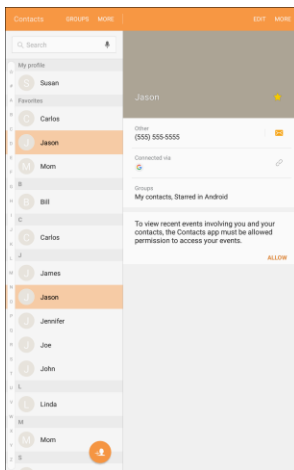 Contacts GROUPS MORE EDIT MORE
Search
My profile
S Susan
Favorites
C Carlos
J Jason
M Mom
B
B Bill
C
C Carlos
J
J James
J Jason
J Jennifer
J Joe
J John
L
L Linda
M
M Mom
S
Jason
Other
(555) 555-5555
Connected via
G
Groups
My contacts, Starred in Android
To view recent events involving you and your
contacts, the Contacts app must be allowed
permission to access your events.
ALLOW